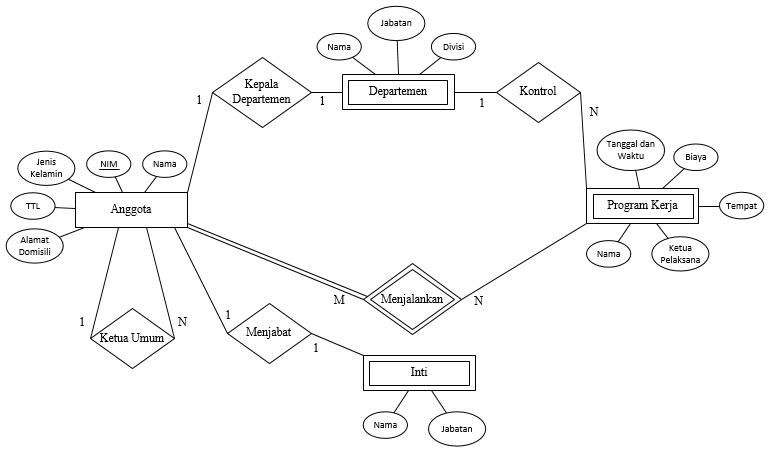 Jabatan
Nama
Divisi
Kepala
Departemen
Departemen
Kontrol
1
1
1
N
Jenis
Kelamin
NIM
Nama
TTL
Anggota
Alamat
Domisili
Tanggal dan
Waktu
Biaya
Program Kerja
Tempat
Nama
Ketua
Pelaksana
M
Menjalankan
N
1
N
Ketua Umum
1
Menjabat
1
Inti
Nama
Jabatan